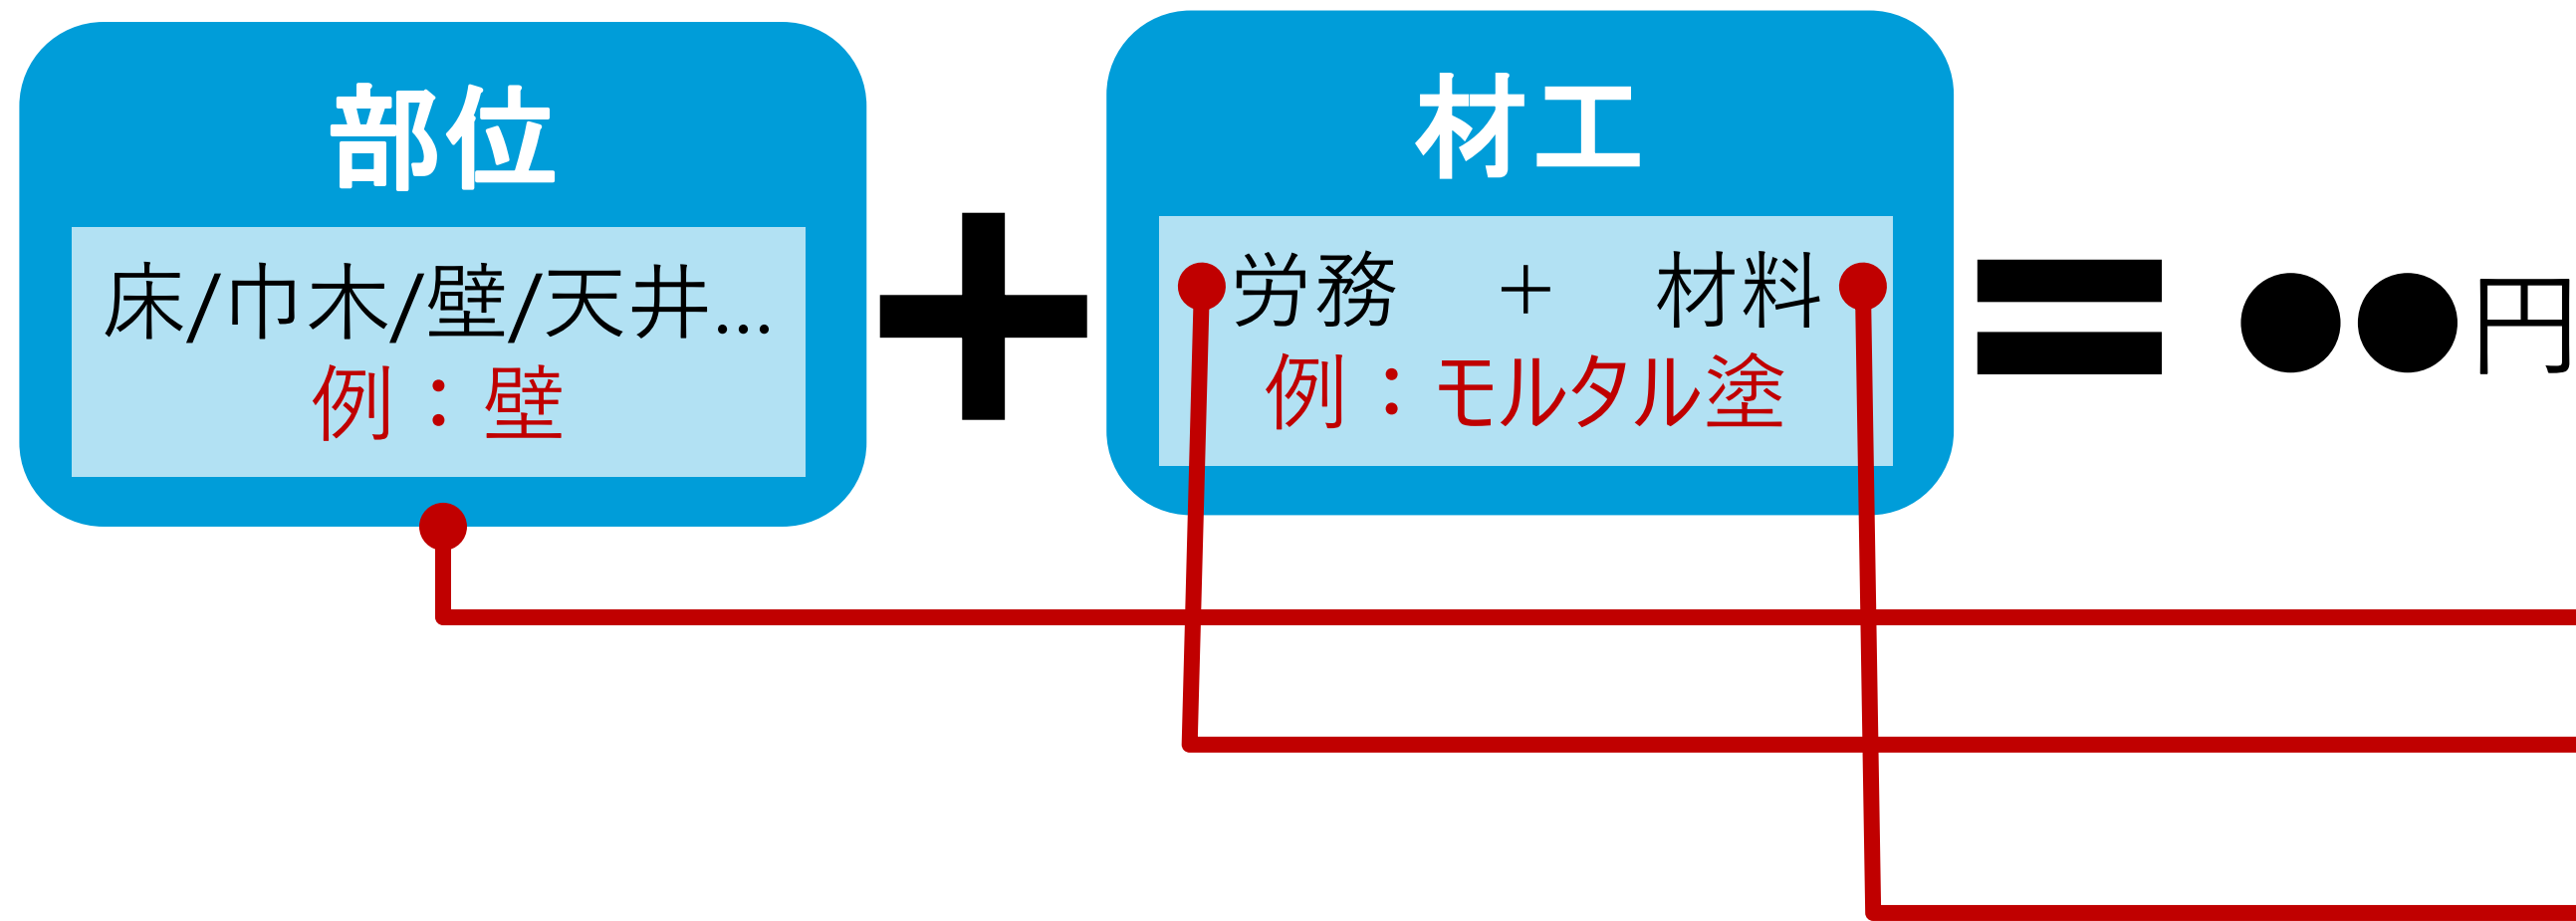 部位
床/巾木/壁/天井…
例：壁
+
材工
労務　+　材料
例：モルタル塗
=
●●円